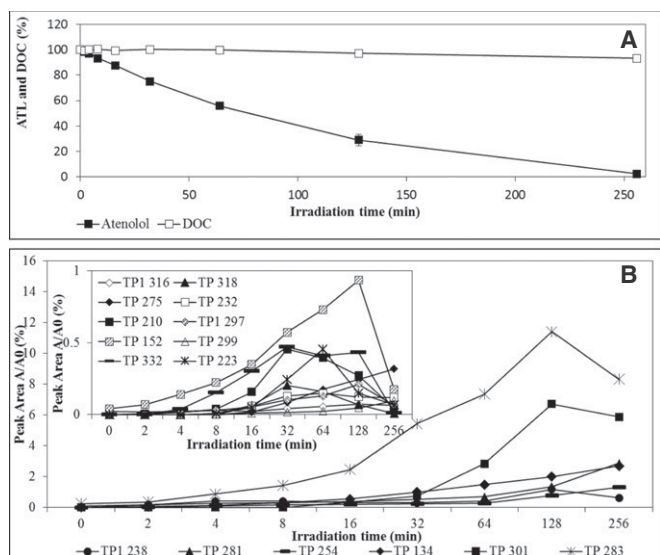 A
ATL and DOC (%)
120
100
80
60
40
20
0
0 50 100 150 200 250
Irradiation time (min)
Atenolol DOC
B
Peak Area A/A0 (%)
16
14
12
10
8
6
4
2
0
0 2 4 8 16 32 64 128 256
Irradiation time (min)
TP1 238 TP 281 TP 254 TP 134 TP 301 TP 283
Peak Area A/A0 (%)
1
0.5
0
TP1 316 TP 318
TP 275 TP 232
TP 210 TP1 297
TP 152 TP 299
TP 332 TP 223
0 2 4 8 16 32 64 128 256
Irradiation time (min)